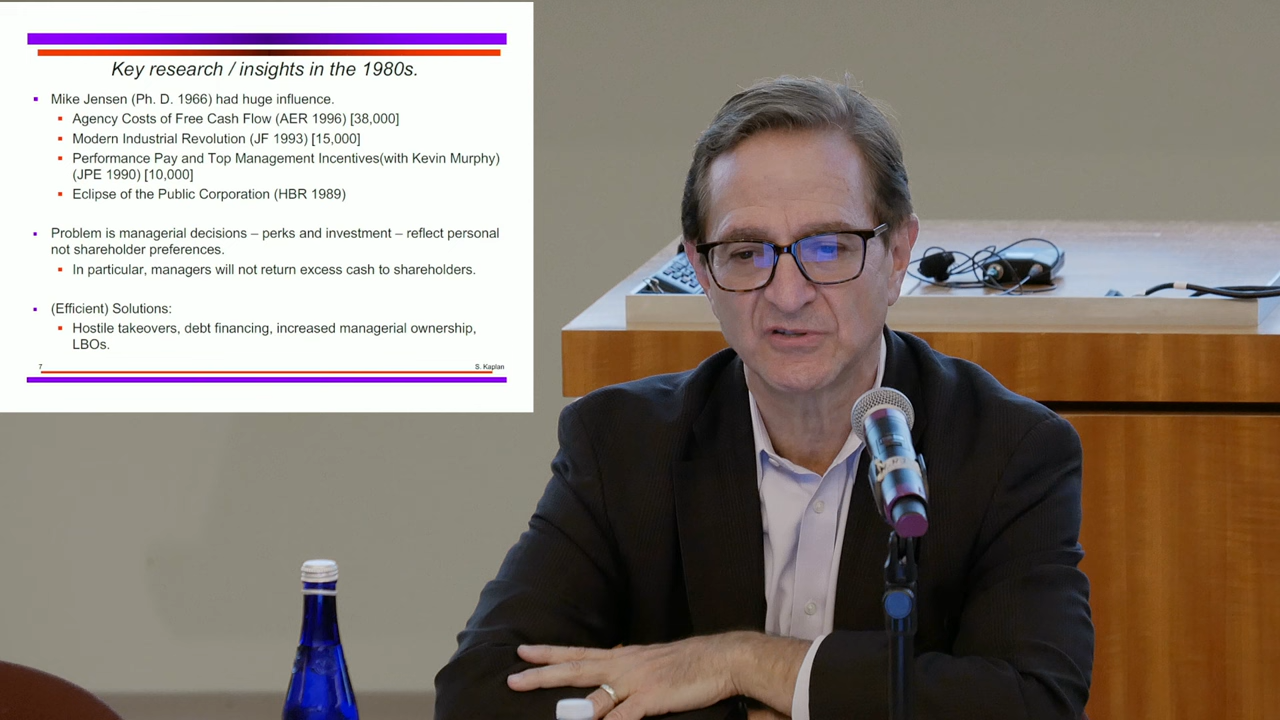 Key research / insights in the 1980s.
Mike Jensen (Ph. D. 1966) had huge influence.
Agency Costs of Free Cash Flow (AER 1996) [38,000]
Modern Industrial Revolution (JF 1993) [15,000]
Performance Pay and Top Management Incentives(with Kevin Murphy)
(JPE 1990) [10,000]
Eclipse of the Public Corporation (HBR 1989)
Problem is managerial decisions – perks and investment – reflect personal
not shareholder preferences.
In particular, managers will not return excess cash to shareholders.
(Efficient) Solutions:
Hostile takeovers, debt financing, increased managerial ownership,
LBOs.
7
S. Kaplan